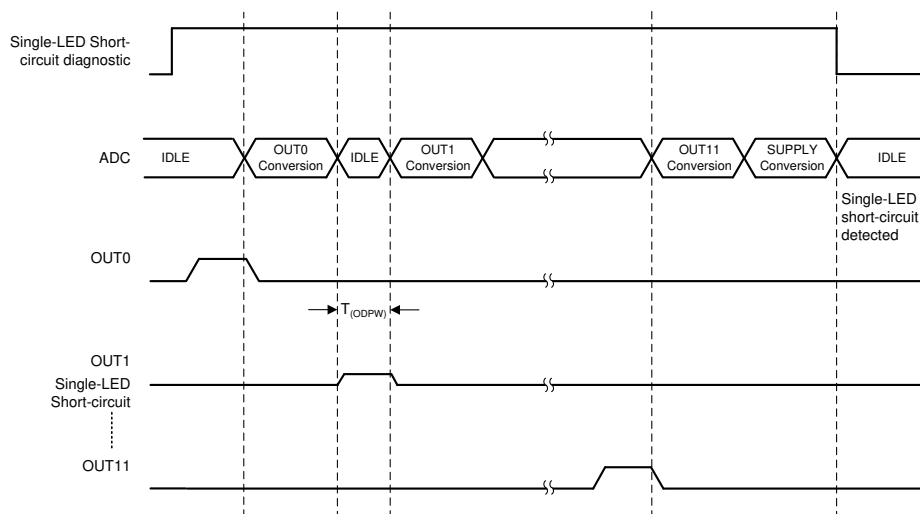 Single-LED Short-
circuit diagnostic
ADC
IDLE
OUT0
Conversion
IDLE
OUT1
Conversion
OUT11
Conversion
SUPPLY
Conversion
IDLE
Single-LED
short-circuit
detected
OUT0
T(ODPW)
OUT1
Single-LED
Short-circuit
OUT11